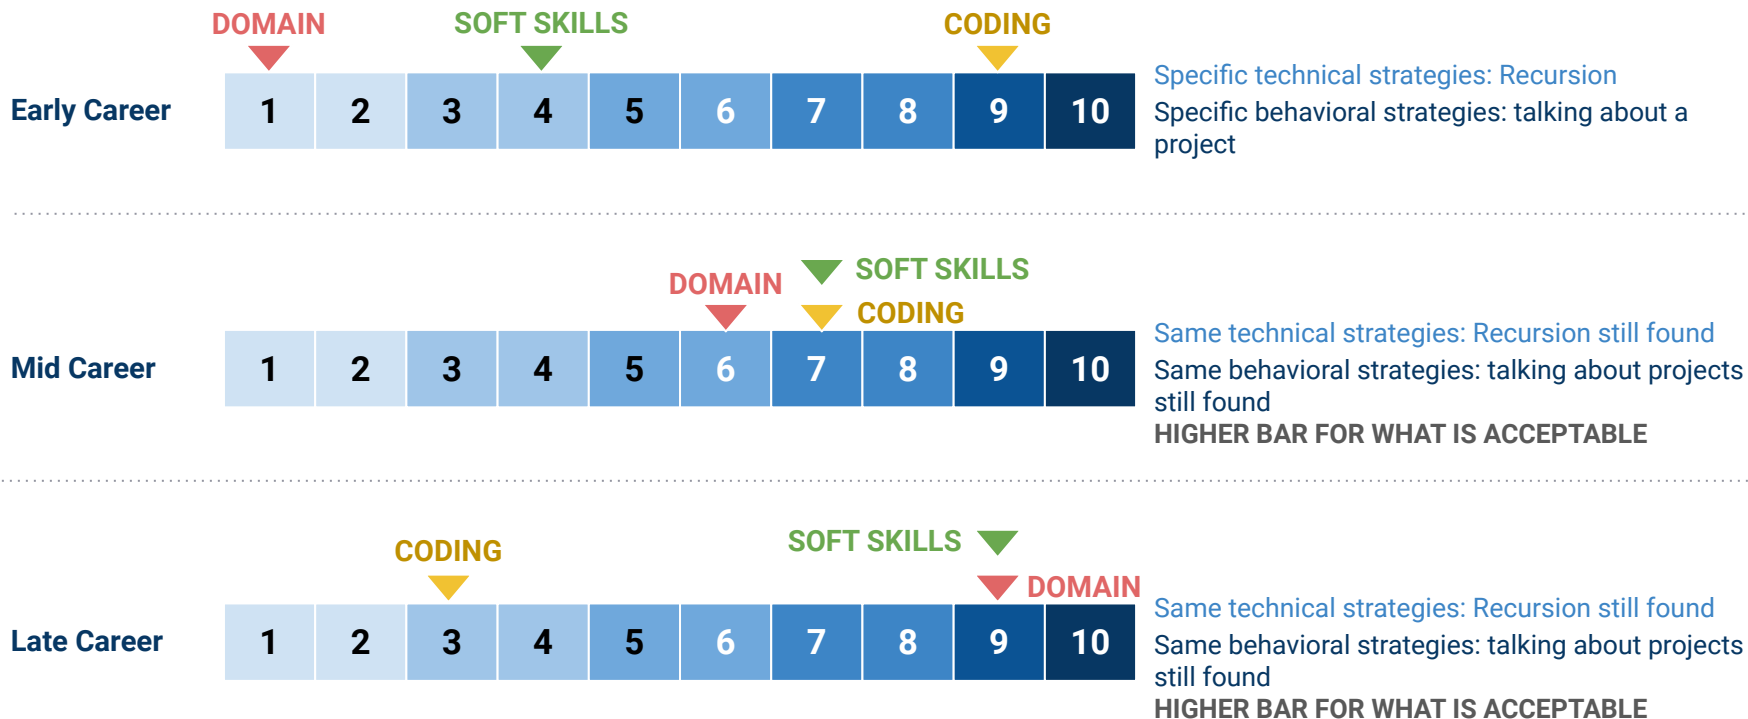 DOMAIN SOFT SKILLS CODING
Early Career 1 2 3 4 5 6 7 8 9 10
Specific technical strategies: Recursion
Specific behavioral strategies: talking about a
project
SOFT SKILLS
DOMAIN
CODING
Mid Career 1 2 3 4 5 6 7 8 9 10
Same technical strategies: Recursion still found
Same behavioral strategies: talking about projects
still found
HIGHER BAR FOR WHAT IS ACCEPTABLE
SOFT SKILLS
CODING
DOMAIN
Late Career 1 2 3 4 5 6 7 8 9 10
Same technical strategies: Recursion still found
Same behavioral strategies: talking about projects
still found
HIGHER BAR FOR WHAT IS ACCEPTABLE